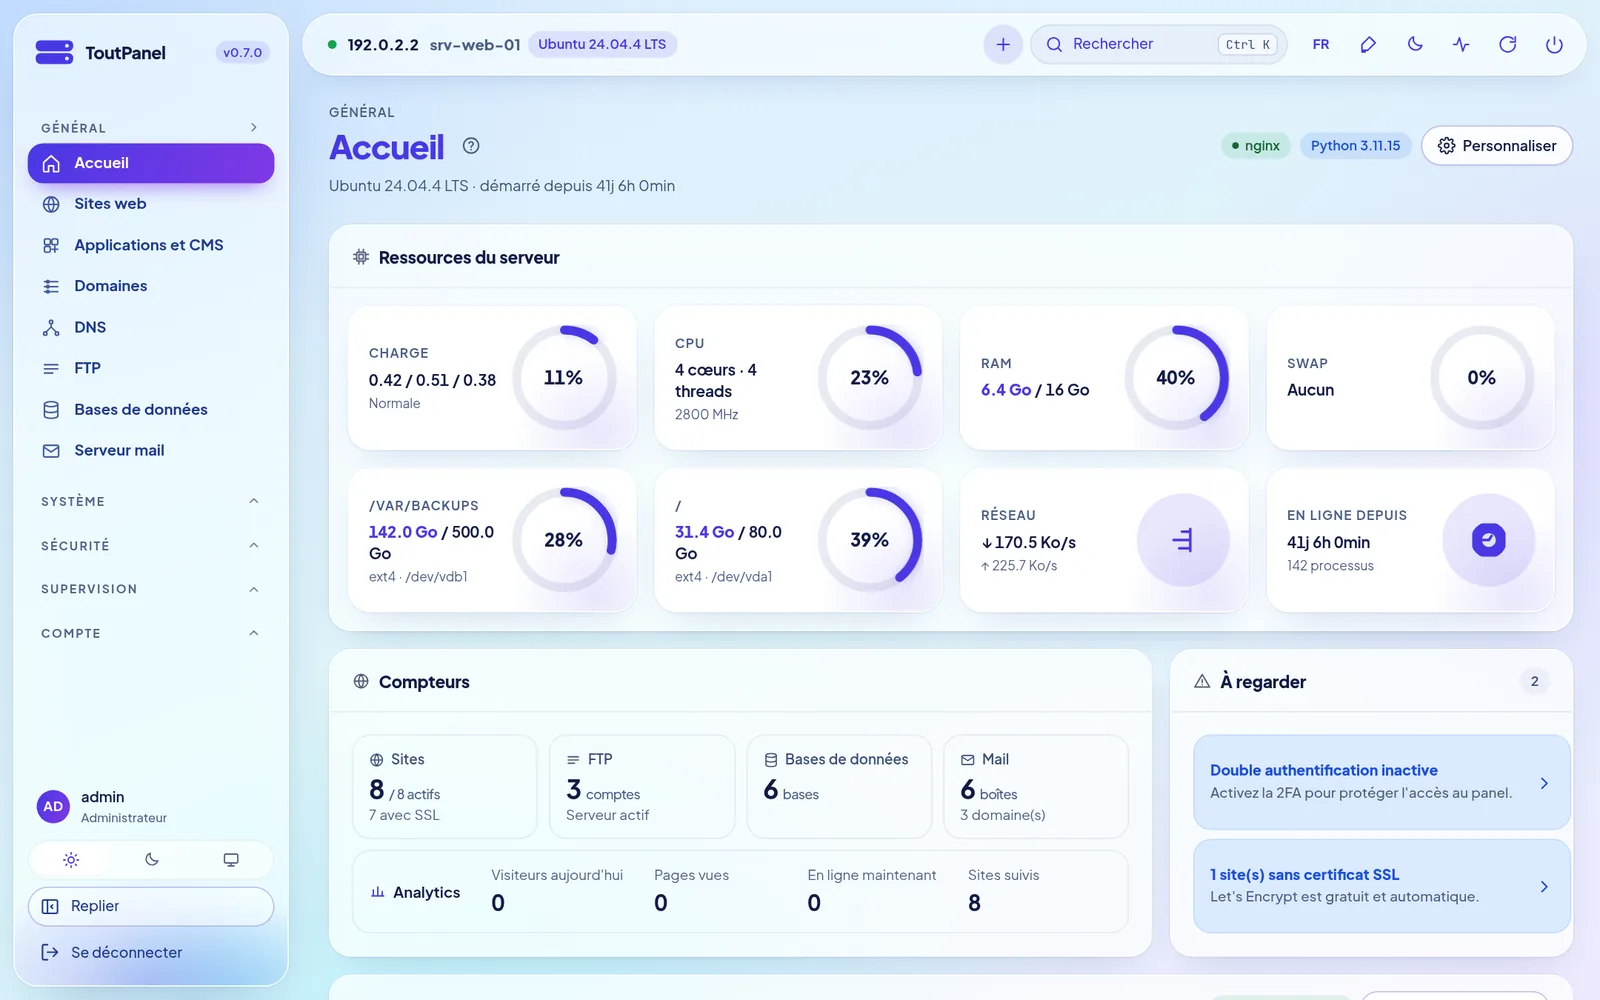 ToutPanel
v0.7.0
GÉNÉRAL
Accueil
Sites web
Applications et CMS
Domaines
DNS
FTP
Bases de données
Serveur mail
SYSTÈME
SÉCURITÉ
SUPERVISION
COMPTE
AD
admin
Administrateur
Replier
Se déconnecter
192.0.2.2 srv-web-01 Ubuntu 24.04.4 LTS
Rechercher Ctrl K
FR
GÉNÉRAL
Accueil
Ubuntu 24.04.4 LTS · démarré depuis 41j 6h 0min
nginx
Python 3.11.15
Personnaliser
Ressources du serveur
CHARGE
0.42 / 0.51 / 0.38
Normale
11%
CPU
4 cœurs · 4
threads
2800 MHz
23%
RAM
6.4 Go / 16 Go
40%
SWAP
Aucun
0%
/VAR/BACKUPS
142.0 Go / 500.0
Go
ext4 · /dev/vdb1
28%
/
31.4 Go / 80.0
Go
ext4 · /dev/vda1
39%
RÉSEAU
↓ 170.5 Ko/s
↑ 225.7 Ko/s
EN LIGNE DEPUIS
41j 6h 0min
142 processus
Compteurs
Sites
8 / 8 actifs
7 avec SSL
FTP
3 comptes
Serveur actif
Bases de données
6 bases
Mail
6 boîtes
3 domaine(s)
Analytics
Visiteurs aujourd'hui
0
Pages vues
0
En ligne maintenant
0
Sites suivis
8
À regarder
2
Double authentification inactive
Activez la 2FA pour protéger l'accès au panel.
1 site(s) sans certificat SSL
Let's Encrypt est gratuit et automatique.